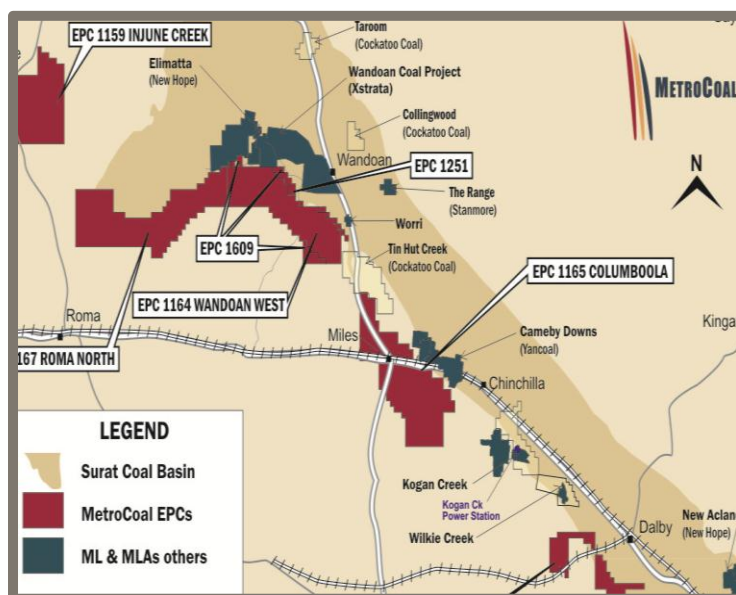 EPC 1159 INJUNE CREEK
Taroom
(Cockatoo Coal)
Elimatta
(New Hope)
Wandoan Coal Project
(Xstrata)
METROCOAL
Collingwood
(Cockatoo Coal)
Wandoan
EPC 1251
N
The Range
(Stanmore)
Worri
EPC 1609
Tin Hut Creek
(Cockatoo Coal)
EPC 1165 COLUMBOOLA
EPC 1164 WANDOAN WEST
Roma
Miles
Cameby Downs
(Yancoal)
Kinga
167 ROMA NORTH
Chinchilla
LEGEND
Surat Coal Basin
MetroCoal EPCs
ML & MLAs others
Kogan Creek
Kogan Ck
Power Station
Wilkie Creek
New Aclan
(New Hope)
Dalby